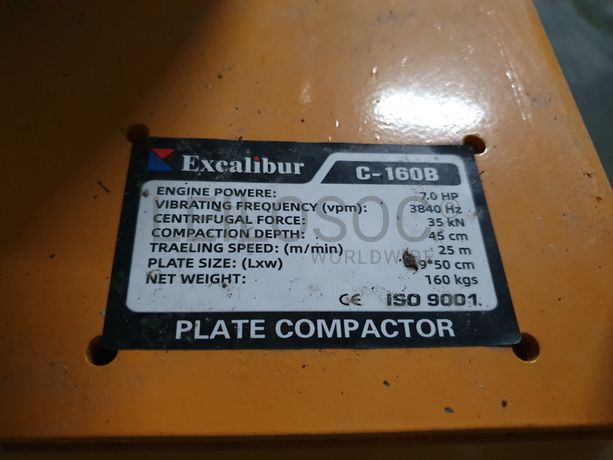 Excalibur C-160B
ENGINE POWERE: 7.0 HP
VIBRATING FREQUENCY (vpm): 3840 Hz
CENTRIFUGAL FORCE: 35 kN
COMPACTION DEPTH: 45 cm
TRAELING SPEED: (m/min) 25 m
PLATE SIZE: (Lxw) 9*50 cm
NET WEIGHT: 160 kgs
CE ISO 9001.
PLATE COMPACTOR
WORLDWIDE